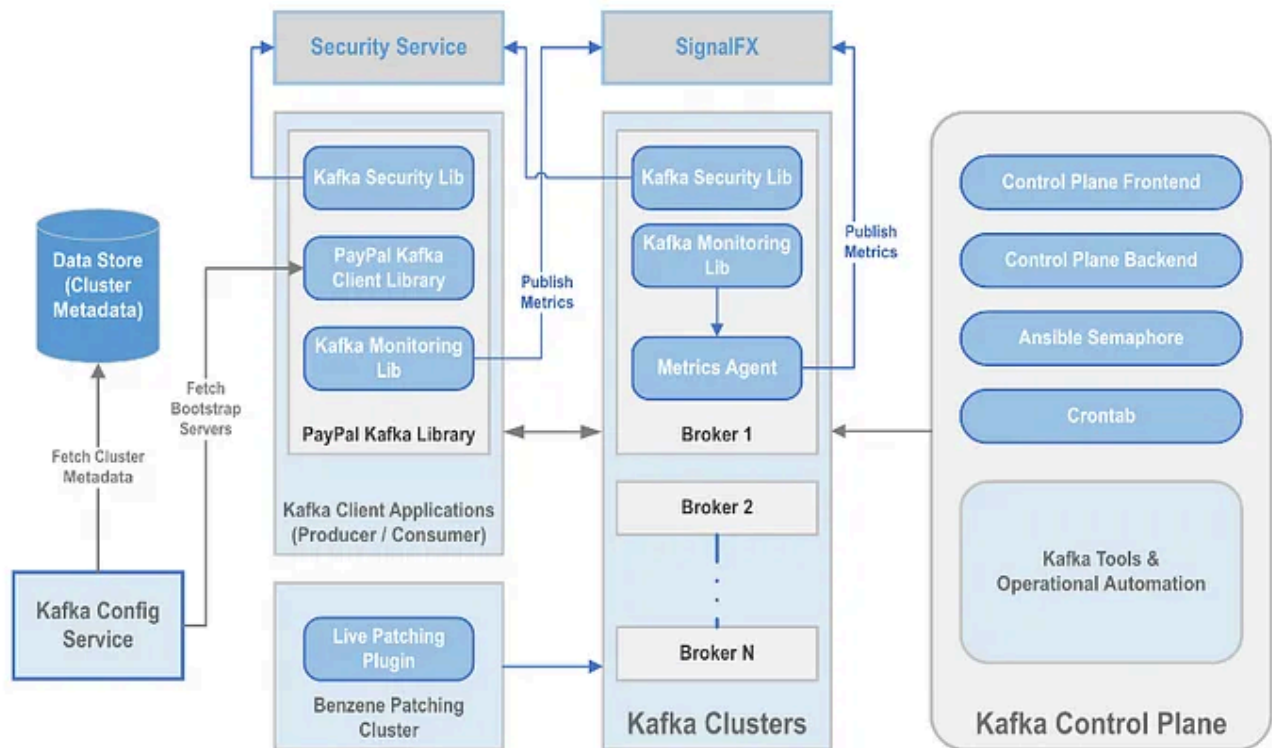 Security Service
SignalFX
Kafka Security Lib
PayPal Kafka
Client Library
Kafka Monitoring
Lib
PayPal Kafka Library
Kafka Client Applications
(Producer / Consumer)
Publish
Metrics
Kafka Security Lib
Kafka Monitoring
Lib
Metrics Agent
Broker 1
Broker 2
Broker N
Kafka Clusters
Publish
Metrics
Control Plane Frontend
Control Plane Backend
Ansible Semaphore
Crontab
Kafka Tools &
Operational Automation
Kafka Control Plane
Data Store
(Cluster
Metadata)
Fetch
Bootstrap
Servers
Fetch Cluster
Metadata
Kafka Config
Service
Live Patching
Plugin
Benzene Patching
Cluster